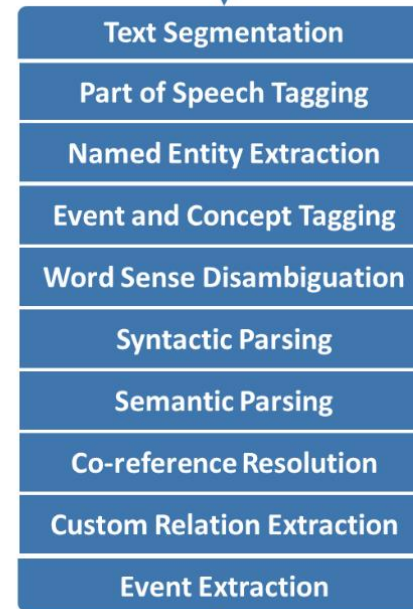 Text Segmentation
Part of Speech Tagging
Named Entity Extraction
Event and Concept Tagging
Word Sense Disambiguation
Syntactic Parsing
Semantic Parsing
Co-reference Resolution
Custom Relation Extraction
Event Extraction